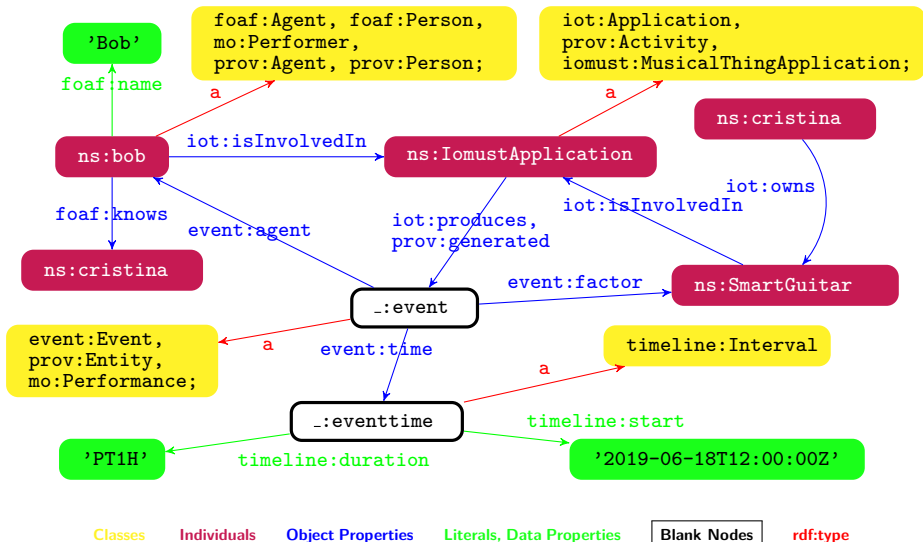 'Bob'
foaf:Agent, foaf:Person,
mo:Performer,
prov:Agent, prov:Person;
iot:Application,
prov:Activity,
iomust:MusicalThingApplication;
foaf:name
a
a
ns:cristina
ns:bob
iot:isInvolvedIn
ns:IomustApplication
iot:owns
foaf:knows
event:agent
iot:produces,
prov:generated
iot:isInvolvedIn
ns:cristina
event:factor
ns:SmartGuitar
_:event
event:Event,
prov:Entity,
mo:Performance;
a
event:time
timeline:Interval
a
_:eventtime
timeline:start
'PT1H'
timeline:duration
'2019-06-18T12:00:00Z'
Classes Individuals Object Properties Literals, Data Properties Blank Nodes rdf:type